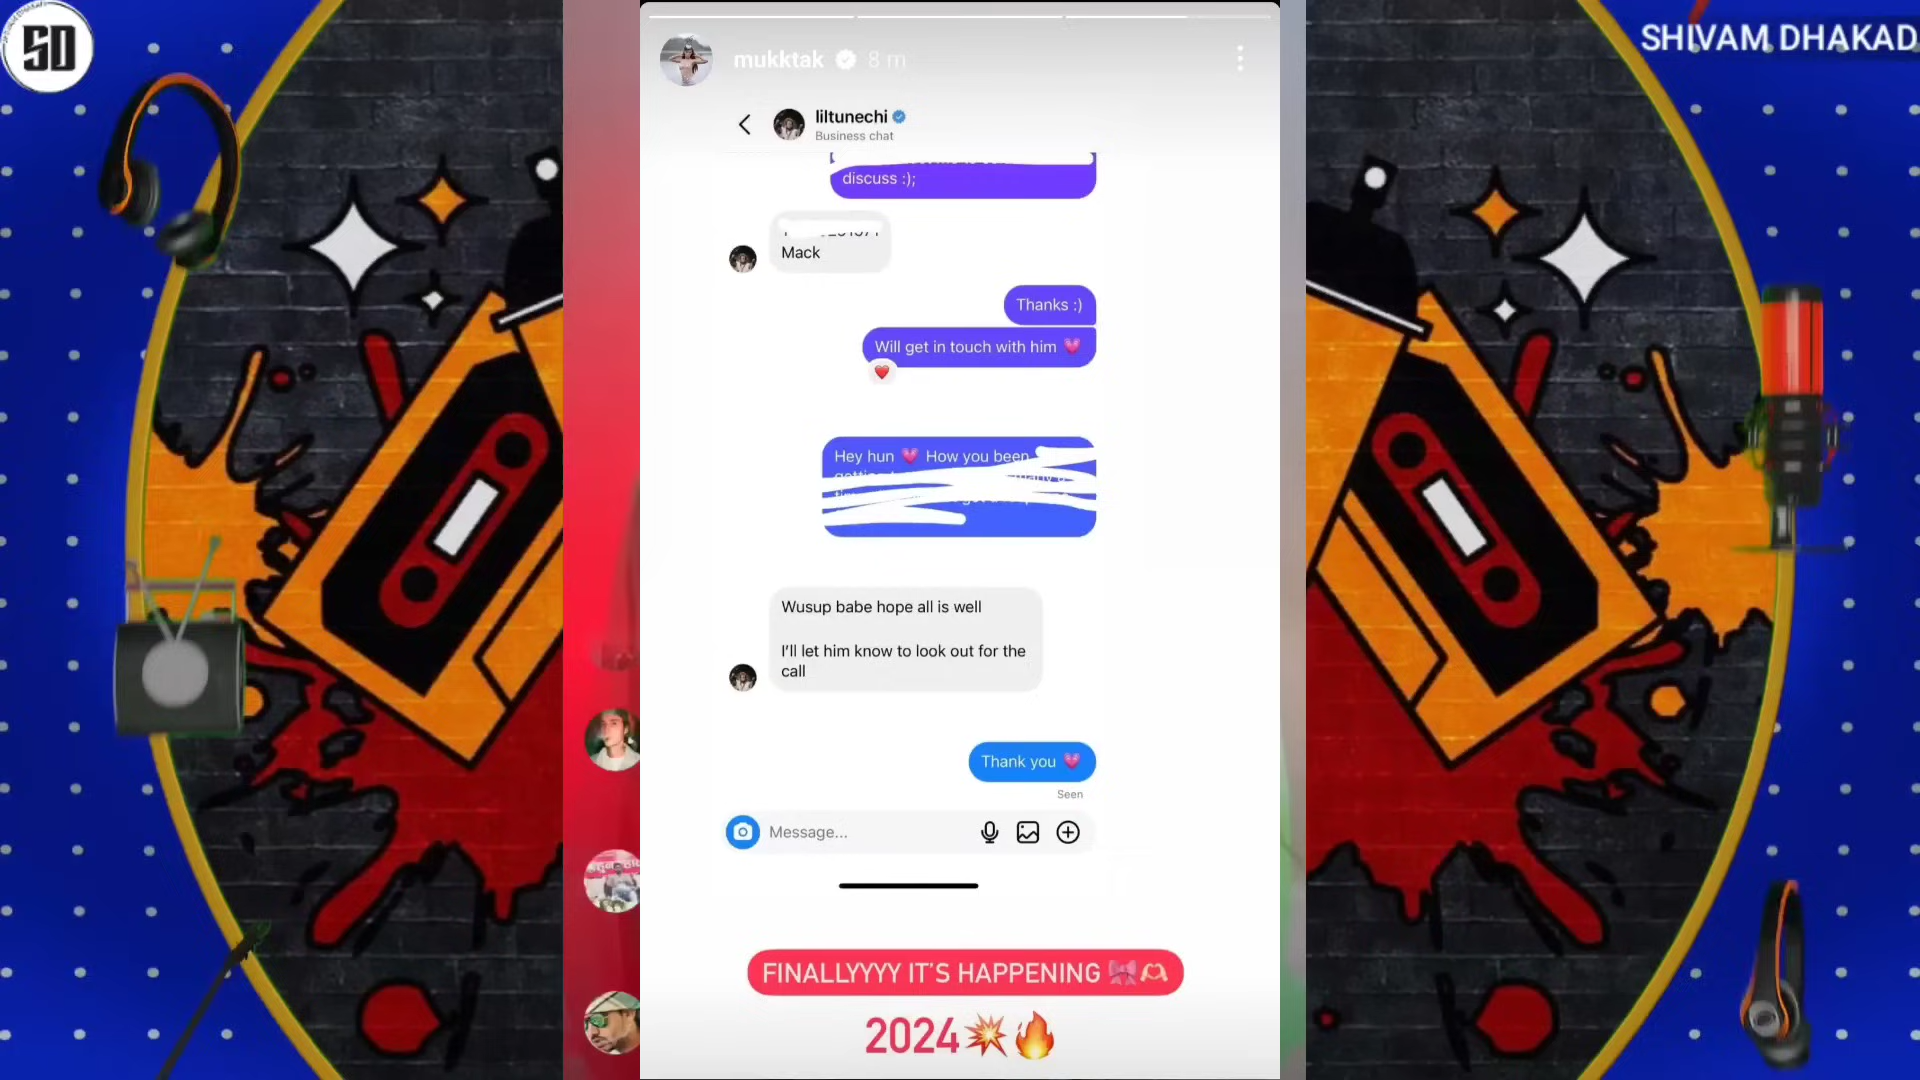 SD
SHIVAM DHAKAD
mukktak 8 m
liltunechi
Business chat
discuss :);
Mack
Thanks :)
Will get in touch with him 💗
❤️
Hey hun 💗 How you been
Wusup babe hope all is well
I'll let him know to look out for the
call
Thank you 💗
Seen
Message...
FINALLYYYY IT'S HAPPENING 🎀🫶
2024💥🔥